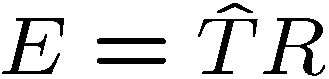 E = T̂R